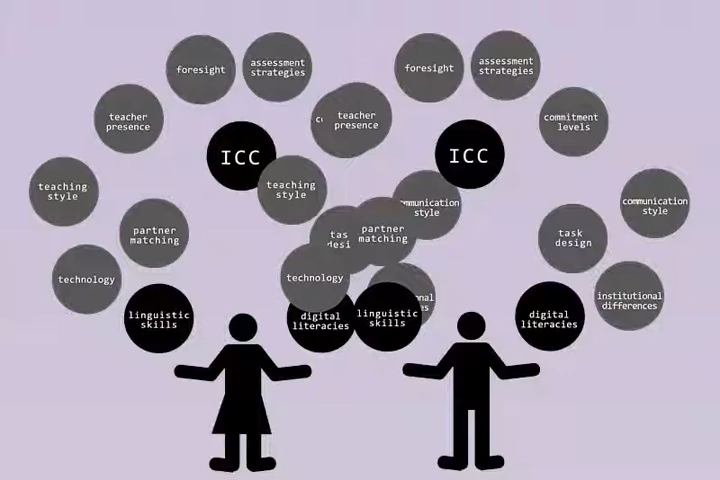 foresight
assessment
strategies
foresight
assessment
strategies
teacher
presence
teacher
presence
commitment
levels
ICC
ICC
teaching
style
teaching
style
communication
style
partner
matching
partner
matching
style
task
design
technology
technology
institutional
differences
linguistic
skills
digital
literacies
linguistic
skills
digital
literacies